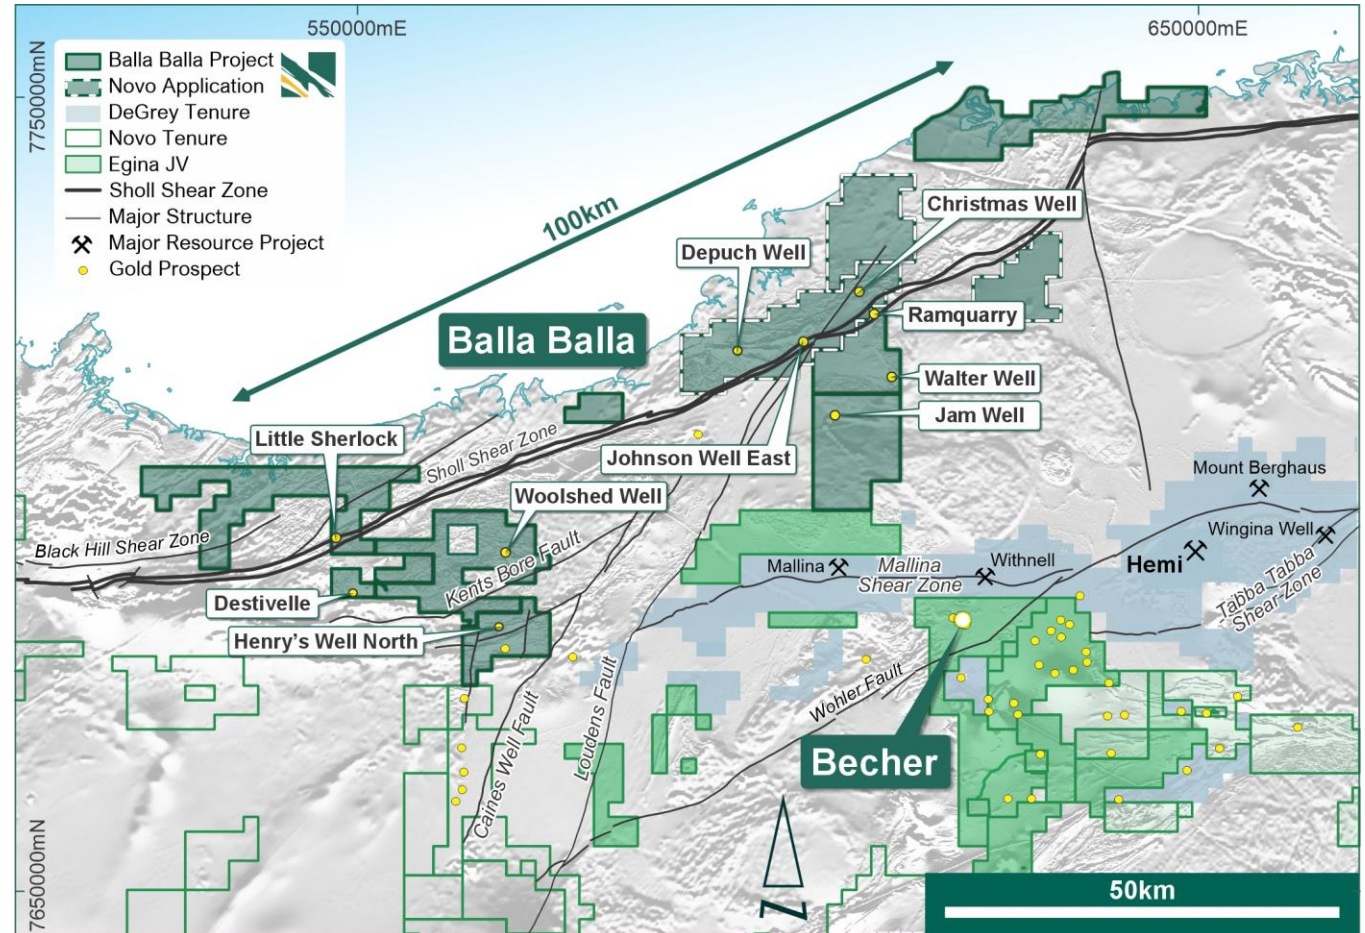 550000mE
650000mE
7750000mN
7650000mN
Balla Balla Project
Novo Application
DeGrey Tenure
Novo Tenure
Egina JV
Sholl Shear Zone
Major Structure
Major Resource Project
Gold Prospect
100km
Christmas Well
Depuch Well
Ramquarry
Balla Balla
Walter Well
Jam Well
Little Sherlock
Sholl Shear Zone
Johnson Well East
Woolshed Well
Mount Berghaus
Wingina Well
Black Hill Shear Zone
Kents Bore Fault
Mallina
Mallina
Shear Zone
Withnell
Hemi
Tabba Tabba
Shear Zone
Destivelle
Henry's Well North
Wohler Fault
Loudens Fault
Caines Well Fault
Becher
N
50km